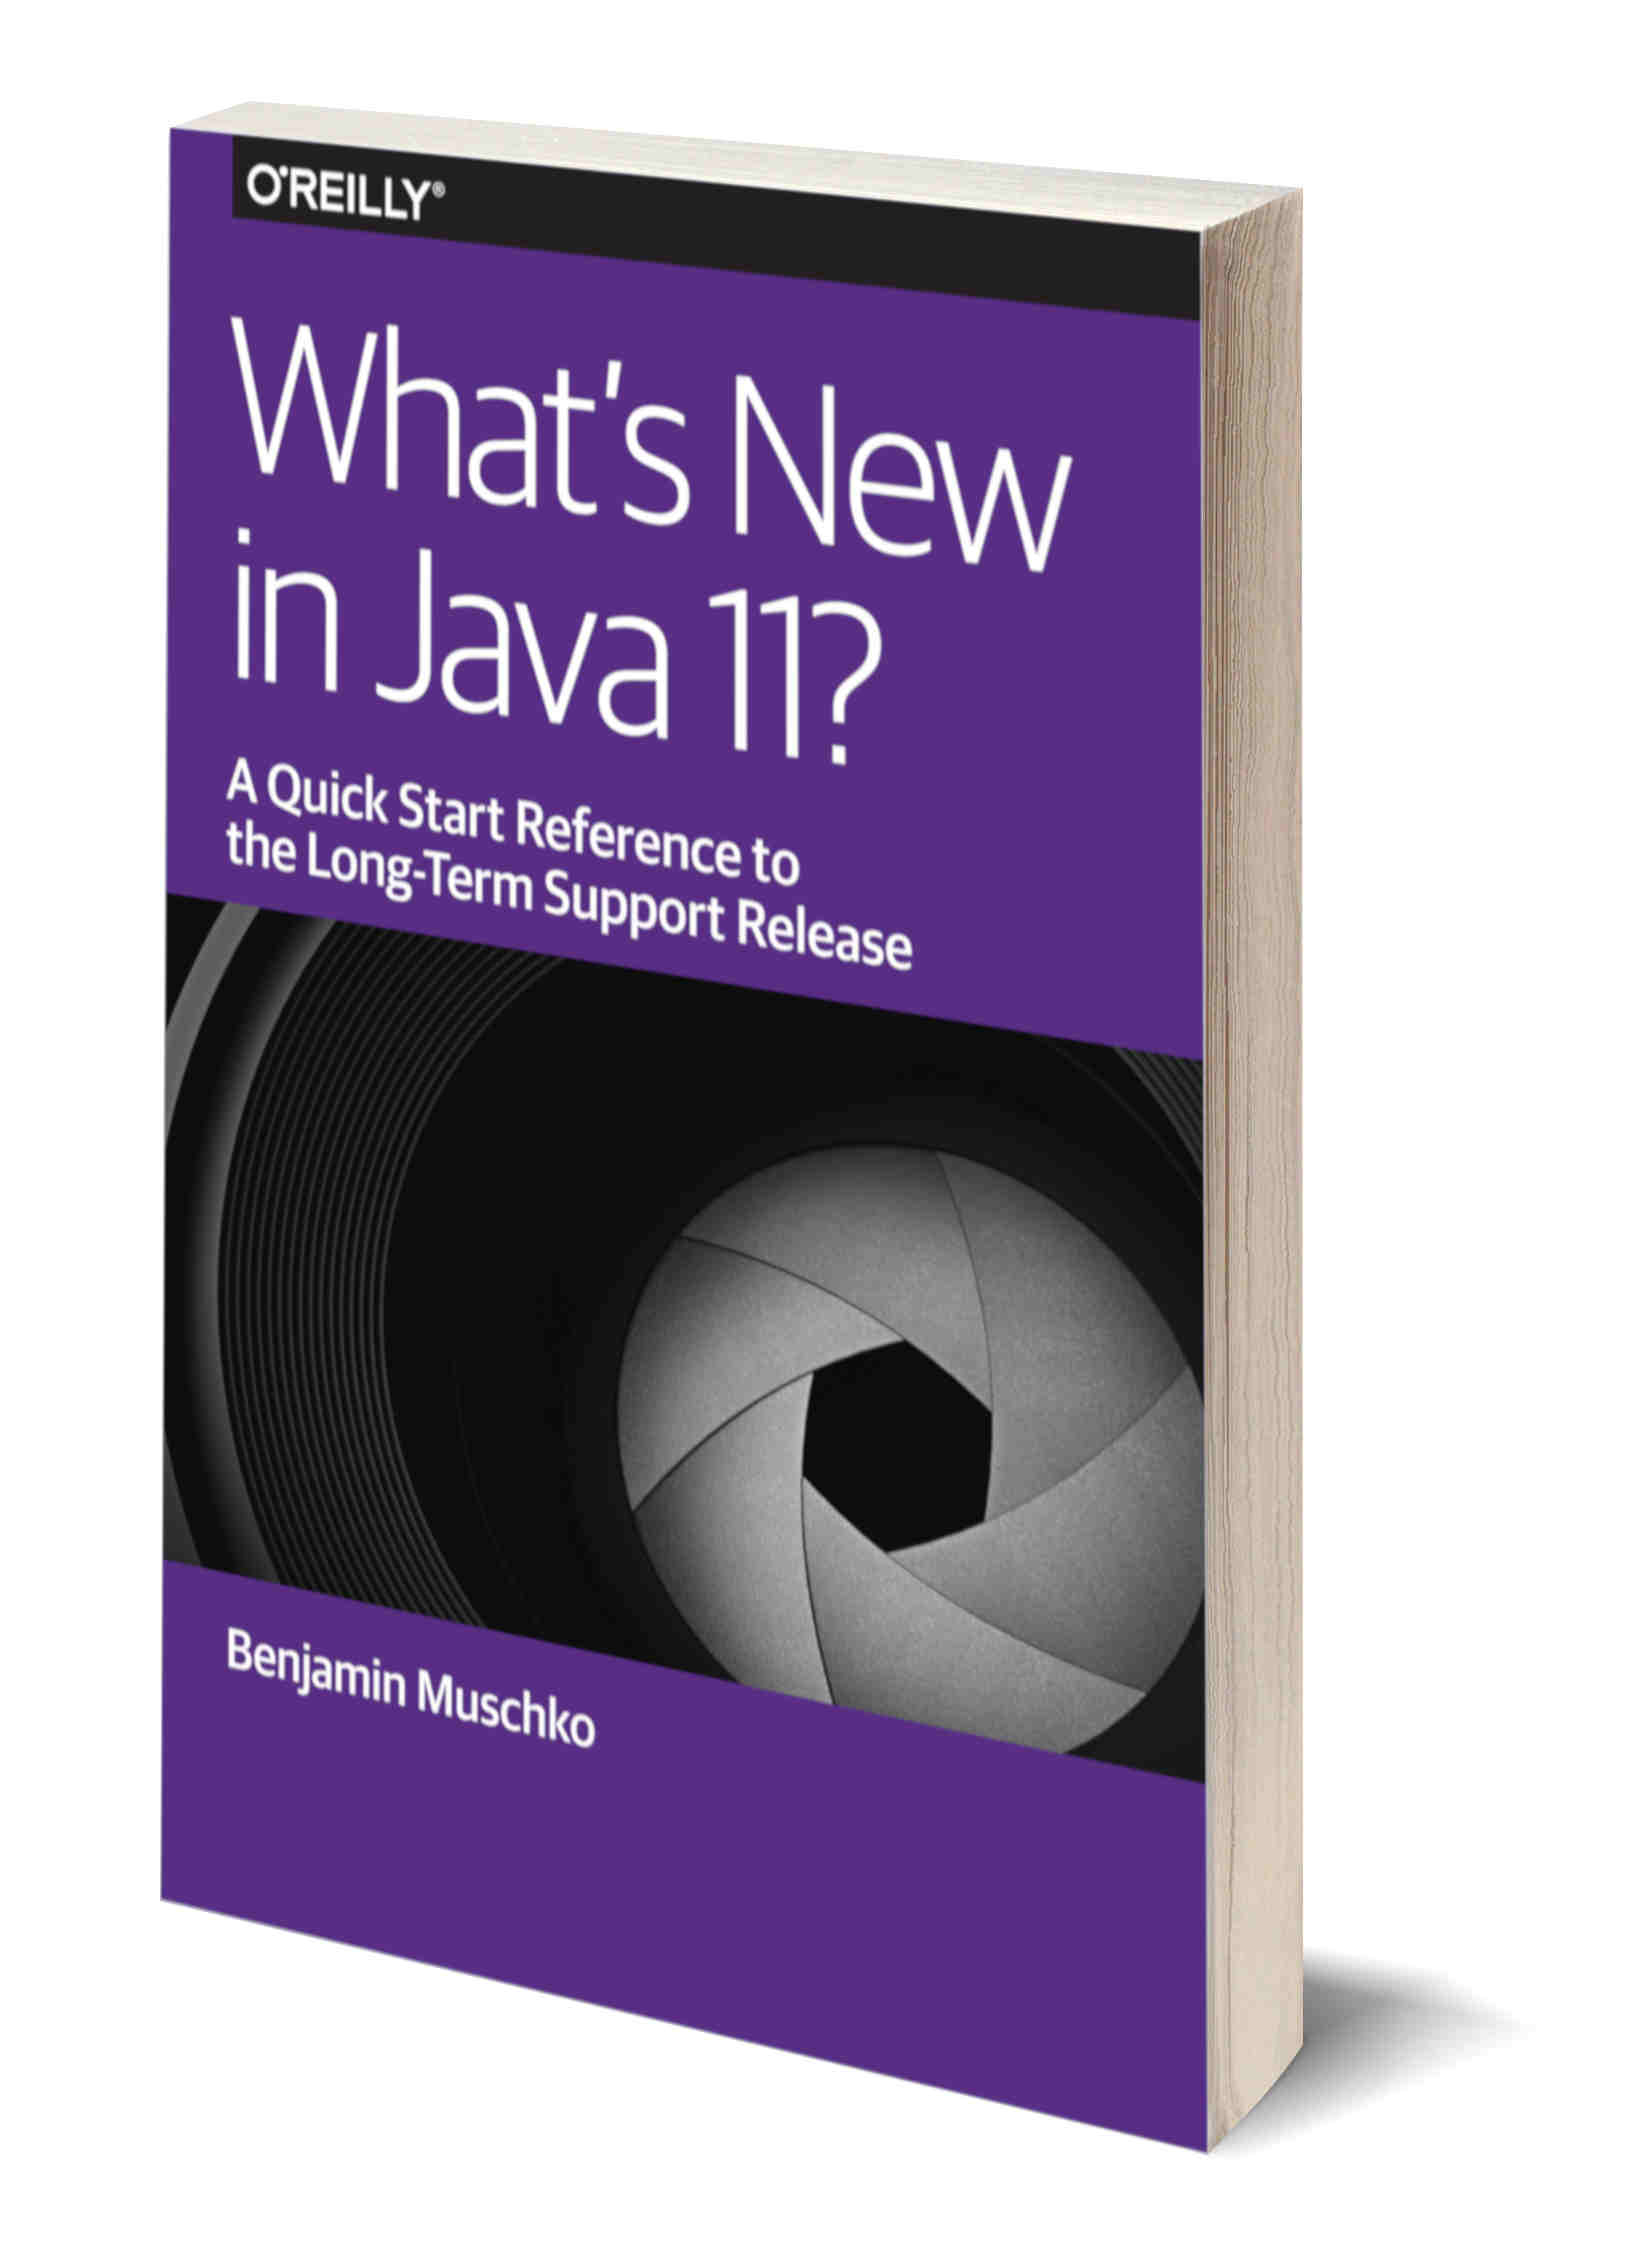 O'REILLY®
What's New
in Java 11?
A Quick Start Reference to
the Long-Term Support Release
Benjamin Muschko